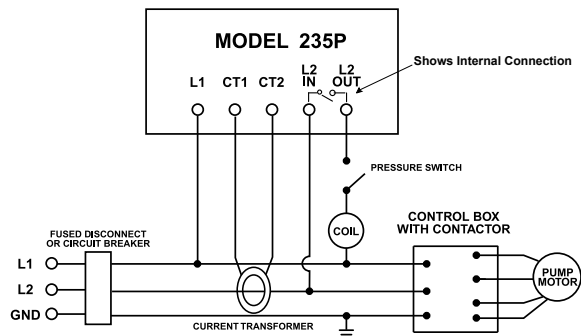 MODEL 235P
L1 CT1 CT2 L2 IN L2 OUT
Shows Internal Connection
PRESSURE SWITCH
COIL
CONTROL BOX
WITH CONTACTOR
FUSED DISCONNECT
OR CIRCUIT BREAKER
L1
L2
GND
CURRENT TRANSFORMER
PUMP
MOTOR